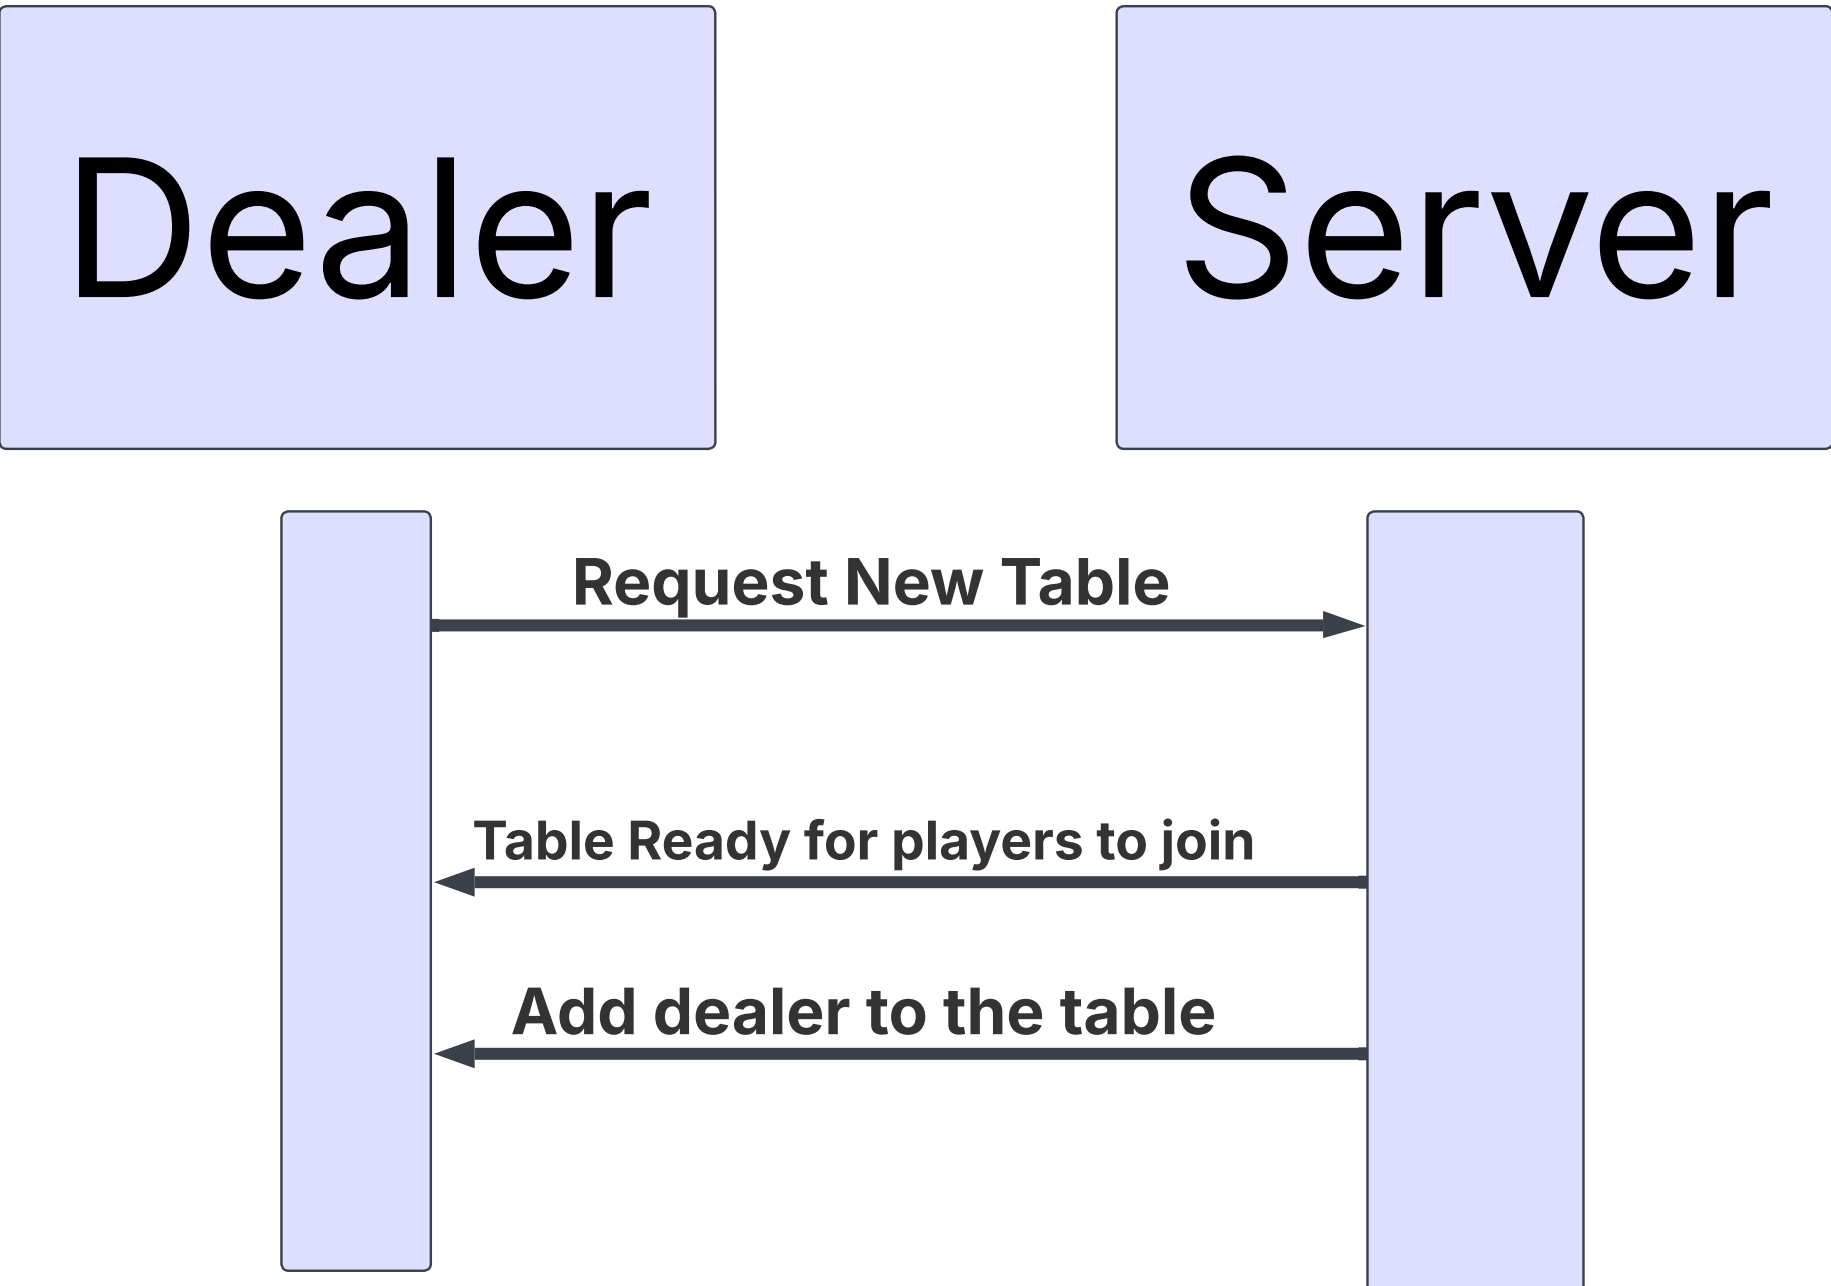 Dealer
Server
Request New Table
Table Ready for players to join
Add dealer to the table